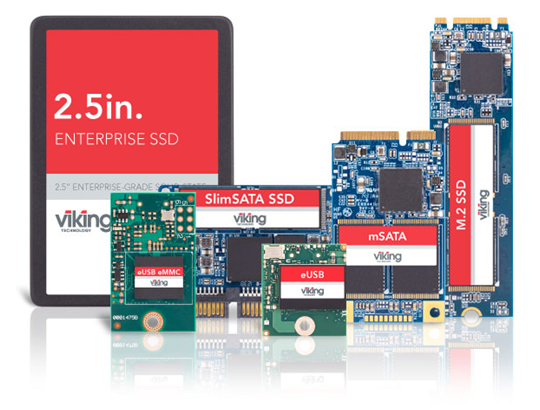 2.5in.
ENTERPRISE SSD
2.5" ENTERPRISE-GRADE
viking
TECHNOLOGY
SlimSATA SSD
viking
eUSB eMMC
viking
0001475B
eUSB
viking
mSATA
viking
M.2 SSD
viking